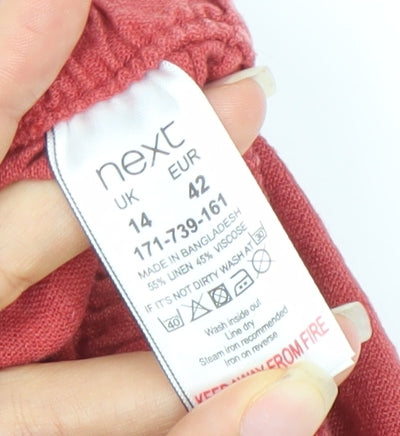 next
UK EUR
14 42
171-739-161
MADE IN BANGLADESH
55% LINEN 45% VISCOSE
IF IT'S NOT DIRTY WASH AT 30
40
Wash inside out
Line dry
Steam iron recommended
Iron on reverse
KEEP AWAY FROM FIRE